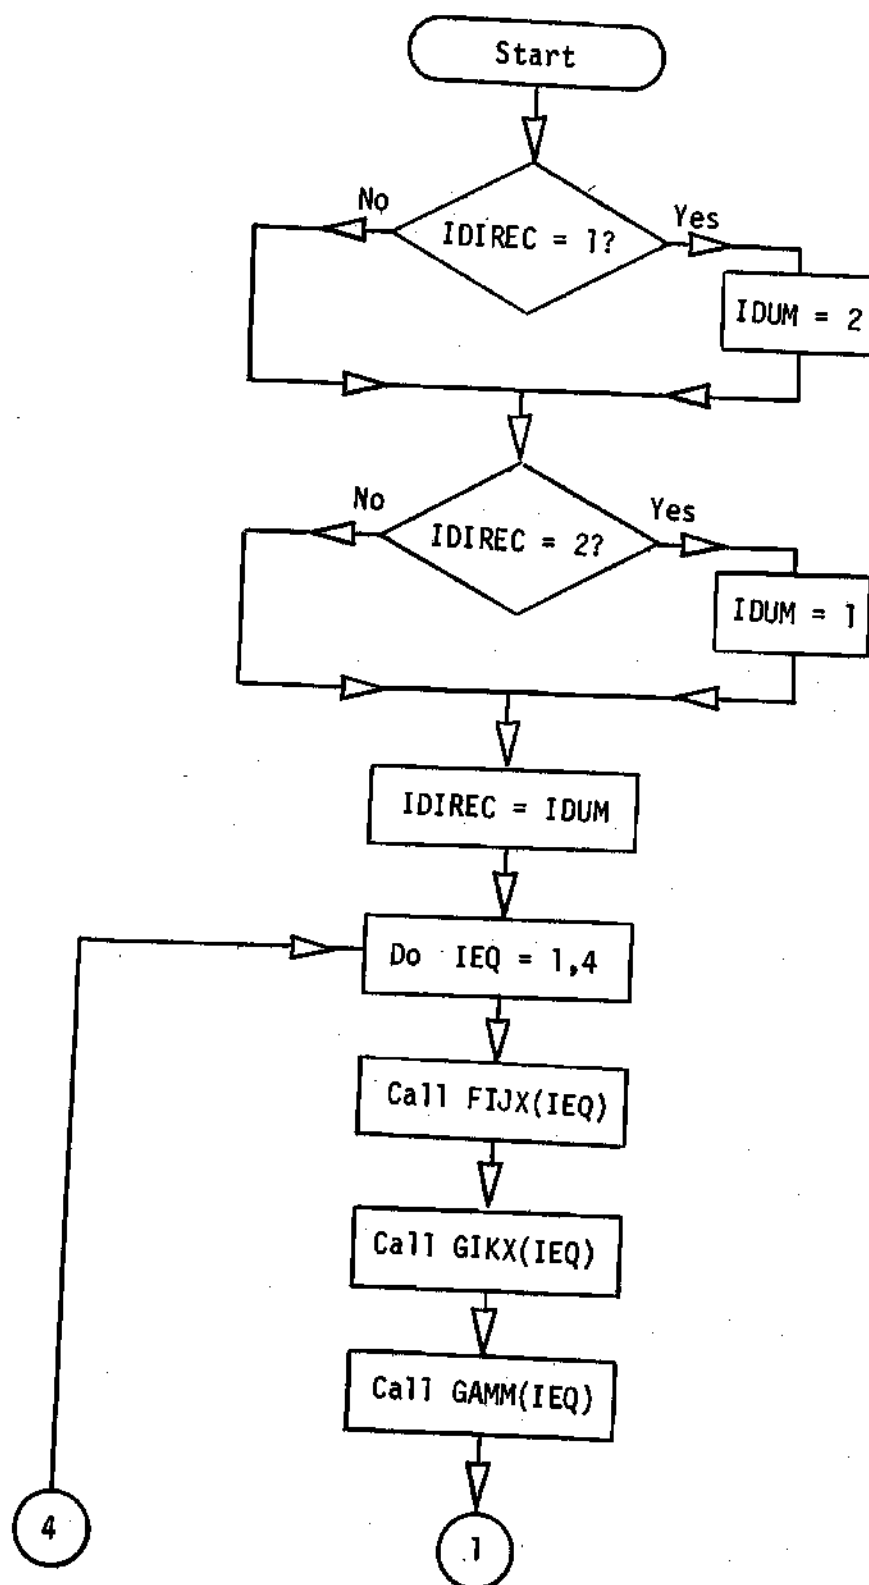 Start
No
Yes
IDIREC = 1?
IDUM = 2
No
Yes
IDIREC = 2?
IDUM = 1
IDIREC = IDUM
Do IEQ = 1,4
Call FIJX(IEQ)
Call GIKX(IEQ)
Call GAMM(IEQ)
4
1